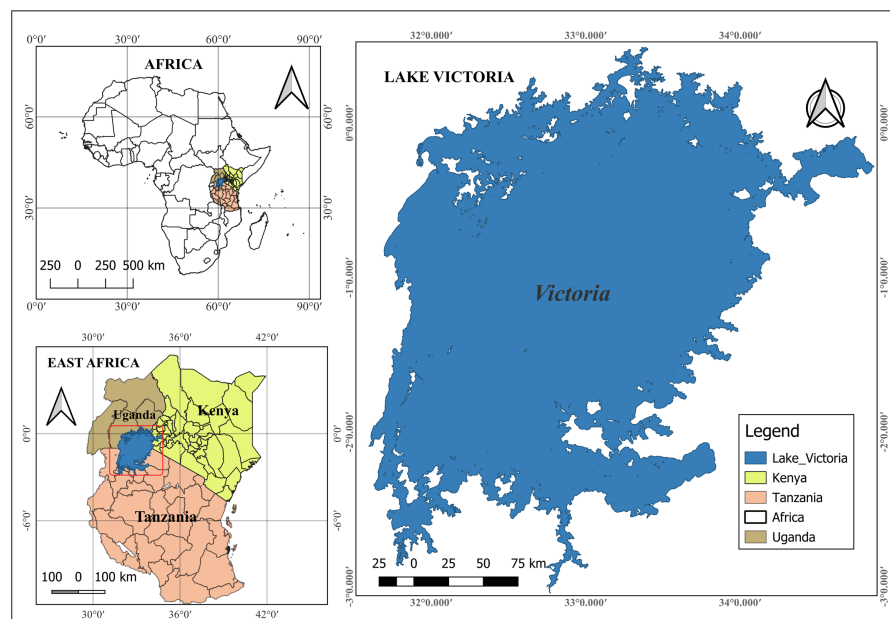 AFRICA
30°0′
0°0′
30°0′
60°0′
90°0′
60°0′
30°0′
250 0 250 500 km
EAST AFRICA
30°0′
36°0′
42°0′
Uganda
Kenya
0°0′
Tanzania
-6°0′
100 0 100 km
30°0′
36°0′
42°0′
30°0′
0°0′
30°0′
60°0′
90°0′
LAKE VICTORIA
32°0.000′
33°0.000′
34°0.000′
0°0.000′
0°0.000′
-1°0.000′
-1°0.000′
Victoria
-2°0.000′
-2°0.000′
Legend
Lake_Victoria
Kenya
Tanzania
Africa
Uganda
25 0 25 50 75 km
-3°0.000′
-3°0.000′
32°0.000′
33°0.000′
34°0.000′